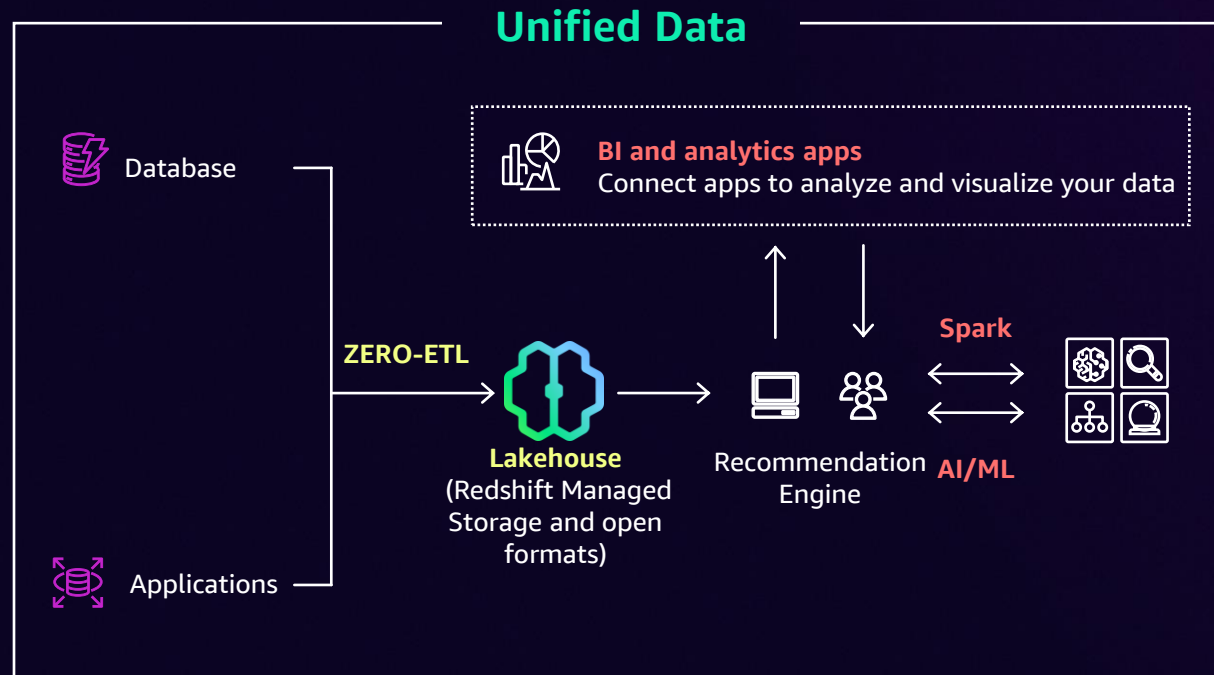 Unified Data
Database
BI and analytics apps
Connect apps to analyze and visualize your data
ZERO-ETL
Spark
Lakehouse
(Redshift Managed
Storage and open
formats)
Recommendation
Engine
AI/ML
Applications